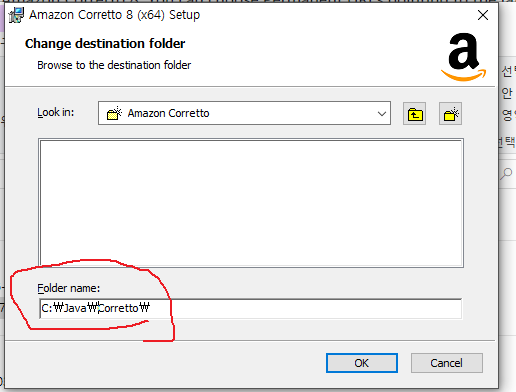 Amazon Corretto 8 (x64) Setup
Change destination folder
Browse to the destination folder
a
Look in:
Amazon Corretto
선택
안
영
선택
Folder name:
C:₩Java₩Corretto₩
OK
Cancel